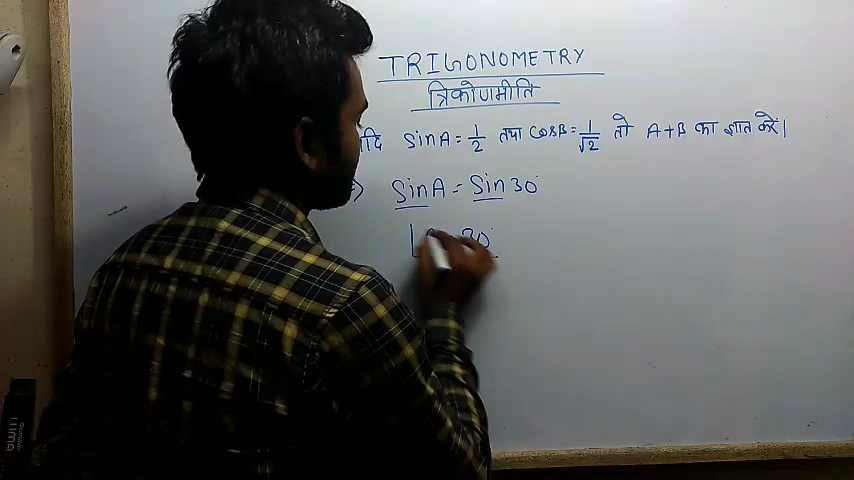 TRIGONOMETRY
त्रिकोणमीति
यदि sinA = 1/2 तथा cosB = 1/√2 तो A+B का ज्ञात करें।
⇒ SinA = Sin 30°
30°